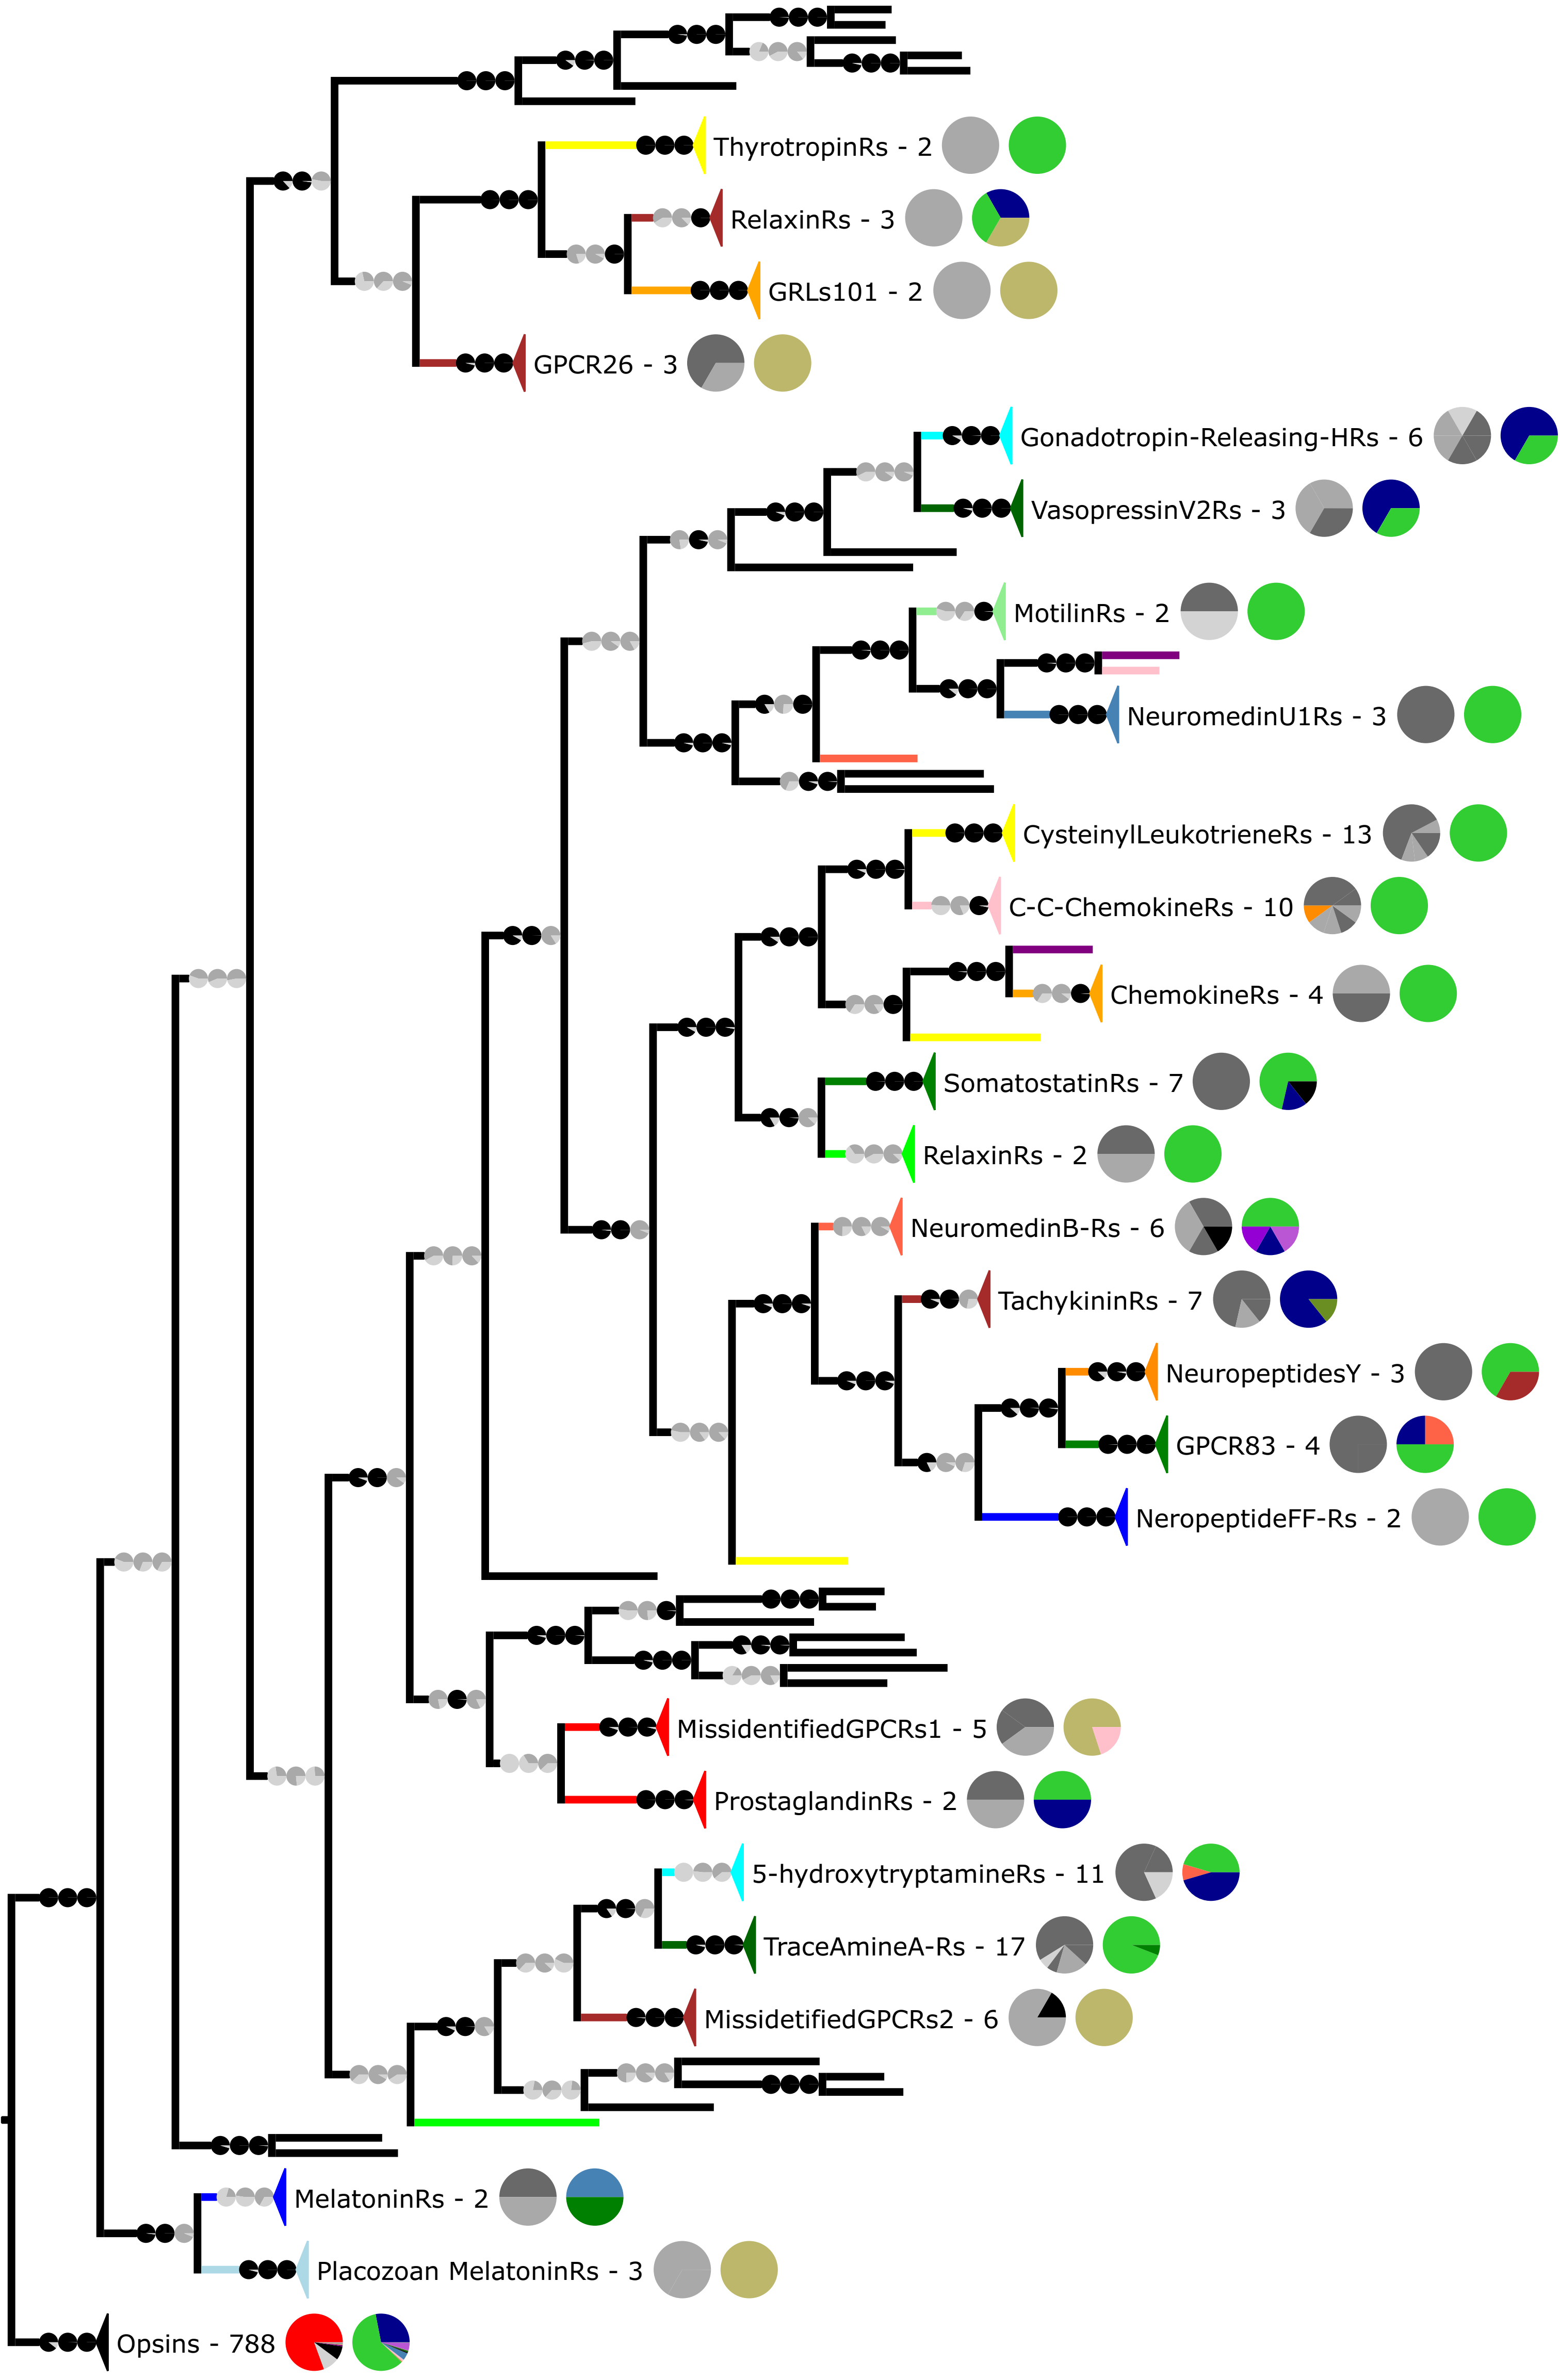 ThyrotropinRs - 2
RelaxinRs - 3
GRLs101 - 2
GPCR26 - 3
Gonadotropin-Releasing-HRs - 6
VasopressinV2Rs - 3
MotilinRs - 2
NeuromedinU1Rs - 3
CysteinylLeukotrieneRs - 13
C-C-ChemokineRs - 10
ChemokineRs - 4
SomatostatinRs - 7
RelaxinRs - 2
NeuromedinB-Rs - 6
TachykininRs - 7
NeuropeptidesY - 3
GPCR83 - 4
NeropeptideFF-Rs - 2
MissidentifiedGPCRs1 - 5
ProstaglandinRs - 2
5-hydroxytryptamineRs - 11
TraceAmineA-Rs - 17
MissidetifiedGPCRs2 - 6
MelatoninRs - 2
Placozoan MelatoninRs - 3
Opsins - 788